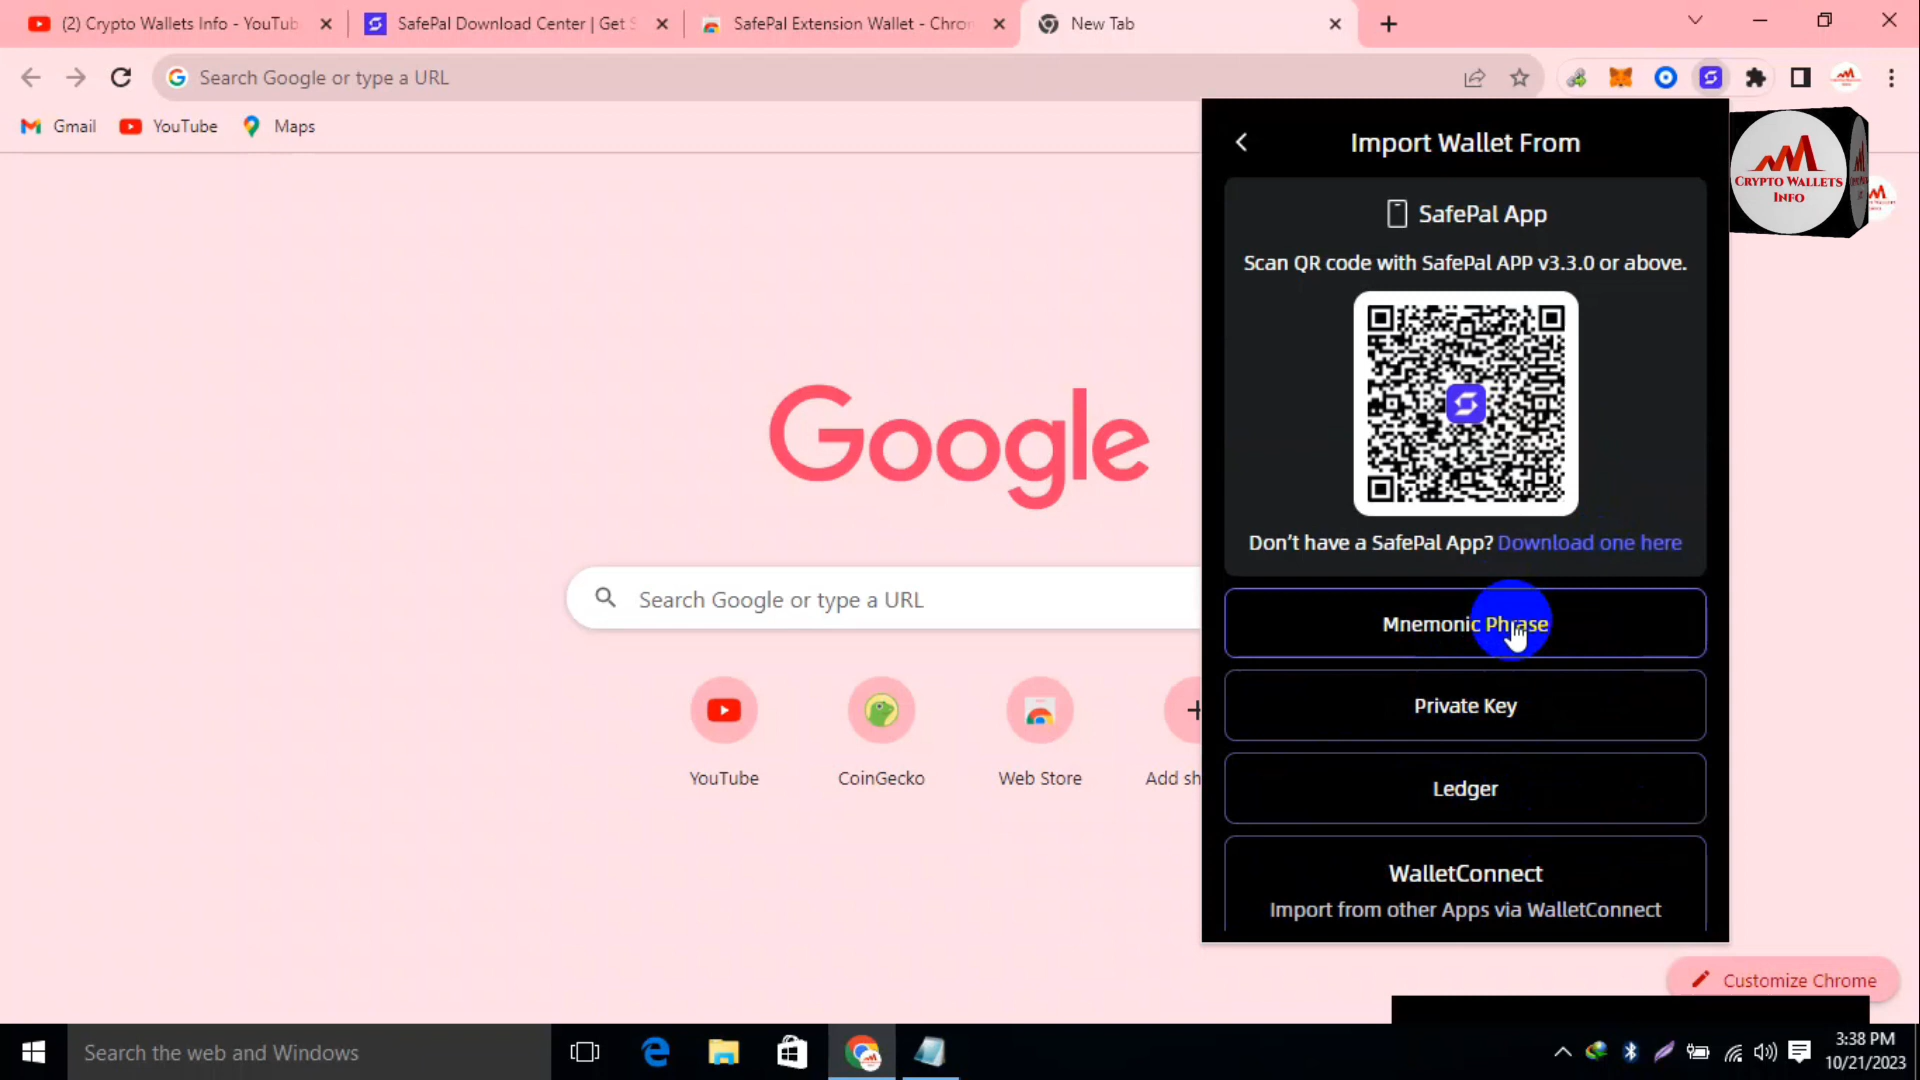 (2) Crypto Wallets Info - YouTub
SafePal Download Center | Get S
SafePal Extension Wallet - Chron
New Tab
Search Google or type a URL
Gmail
YouTube
Maps
Import Wallet From
SafePal App
Scan QR code with SafePal APP v3.3.0 or above.
Don't have a SafePal App? Download one here
Mnemonic Phrase
Private Key
Ledger
WalletConnect
Import from other Apps via WalletConnect
CRYPTO WALLETS
INFO
Google
Search Google or type a URL
YouTube
CoinGecko
Web Store
Add sh
Customize Chrome
Search the web and Windows
3:38 PM
10/21/2023